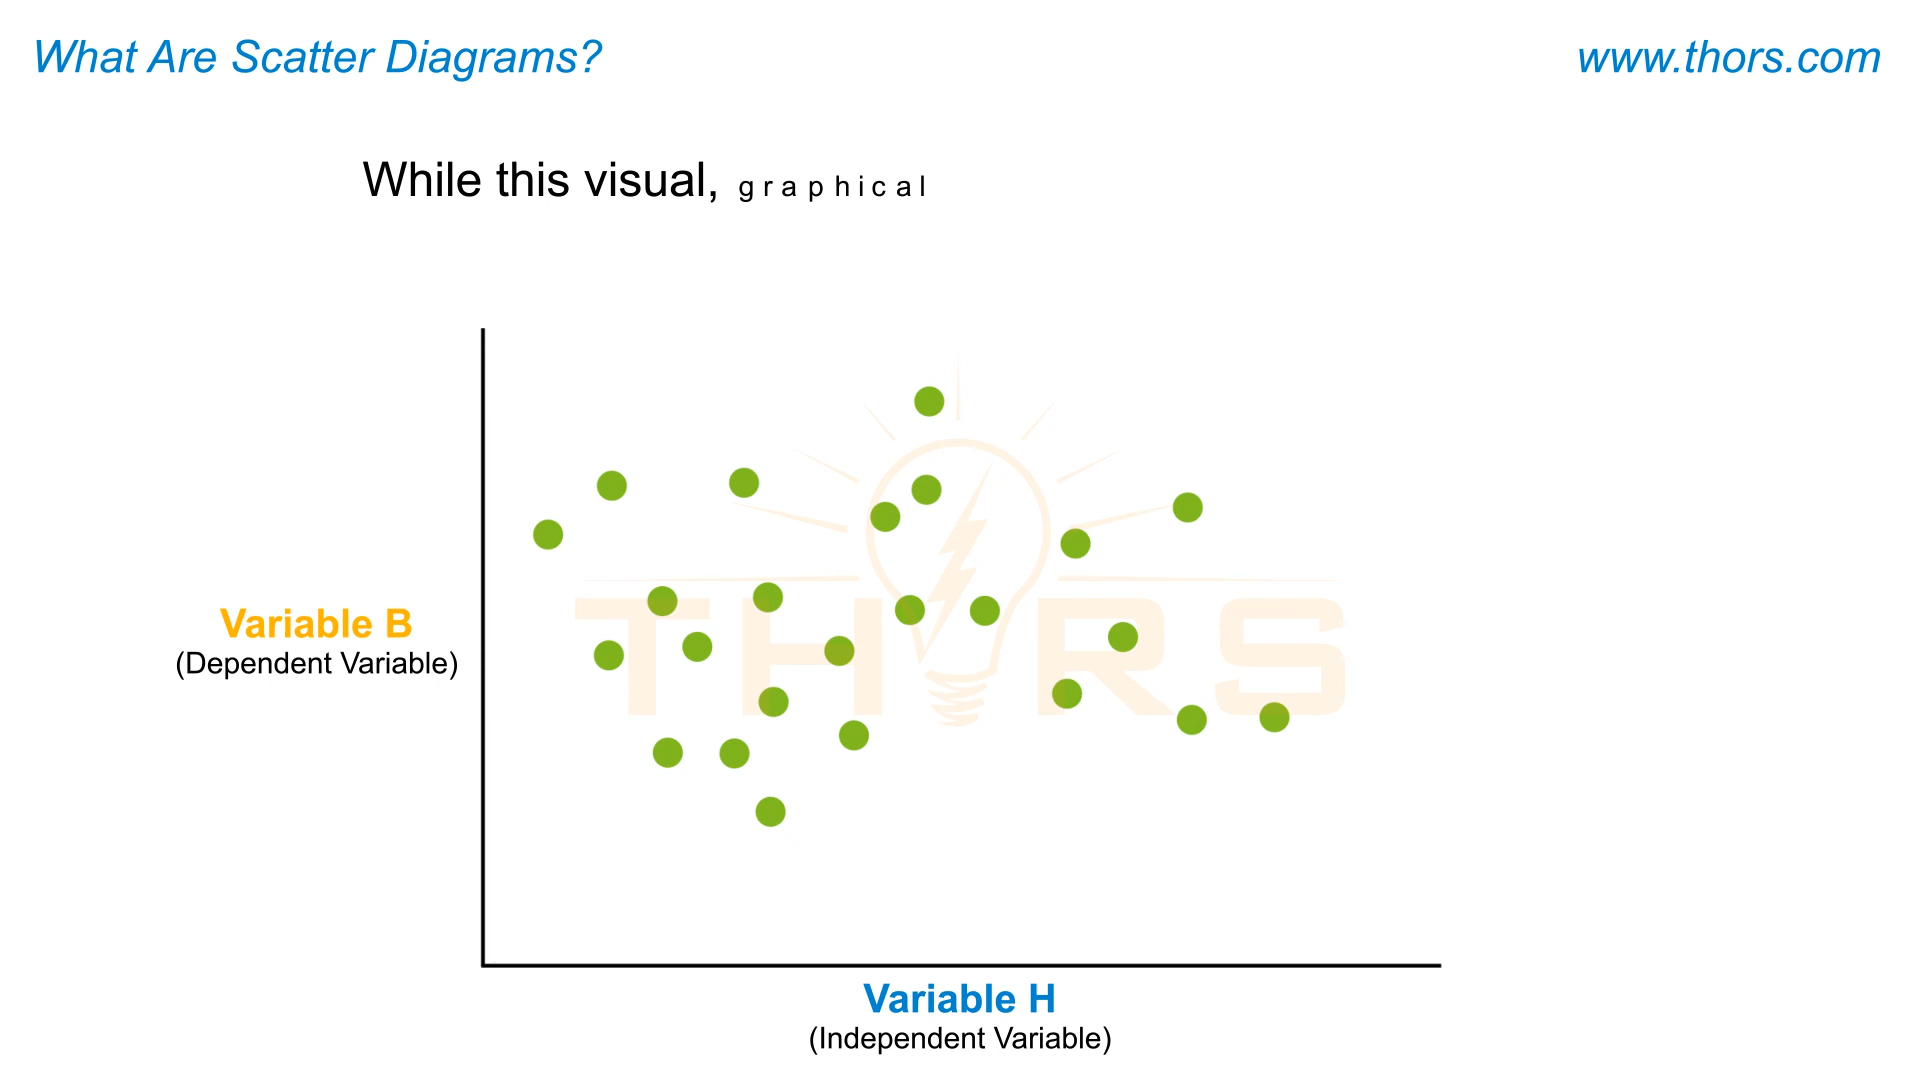 What Are Scatter Diagrams?
www.thors.com
While this visual, graphical
Variable B
(Dependent Variable)
THORS
Variable H
(Independent Variable)